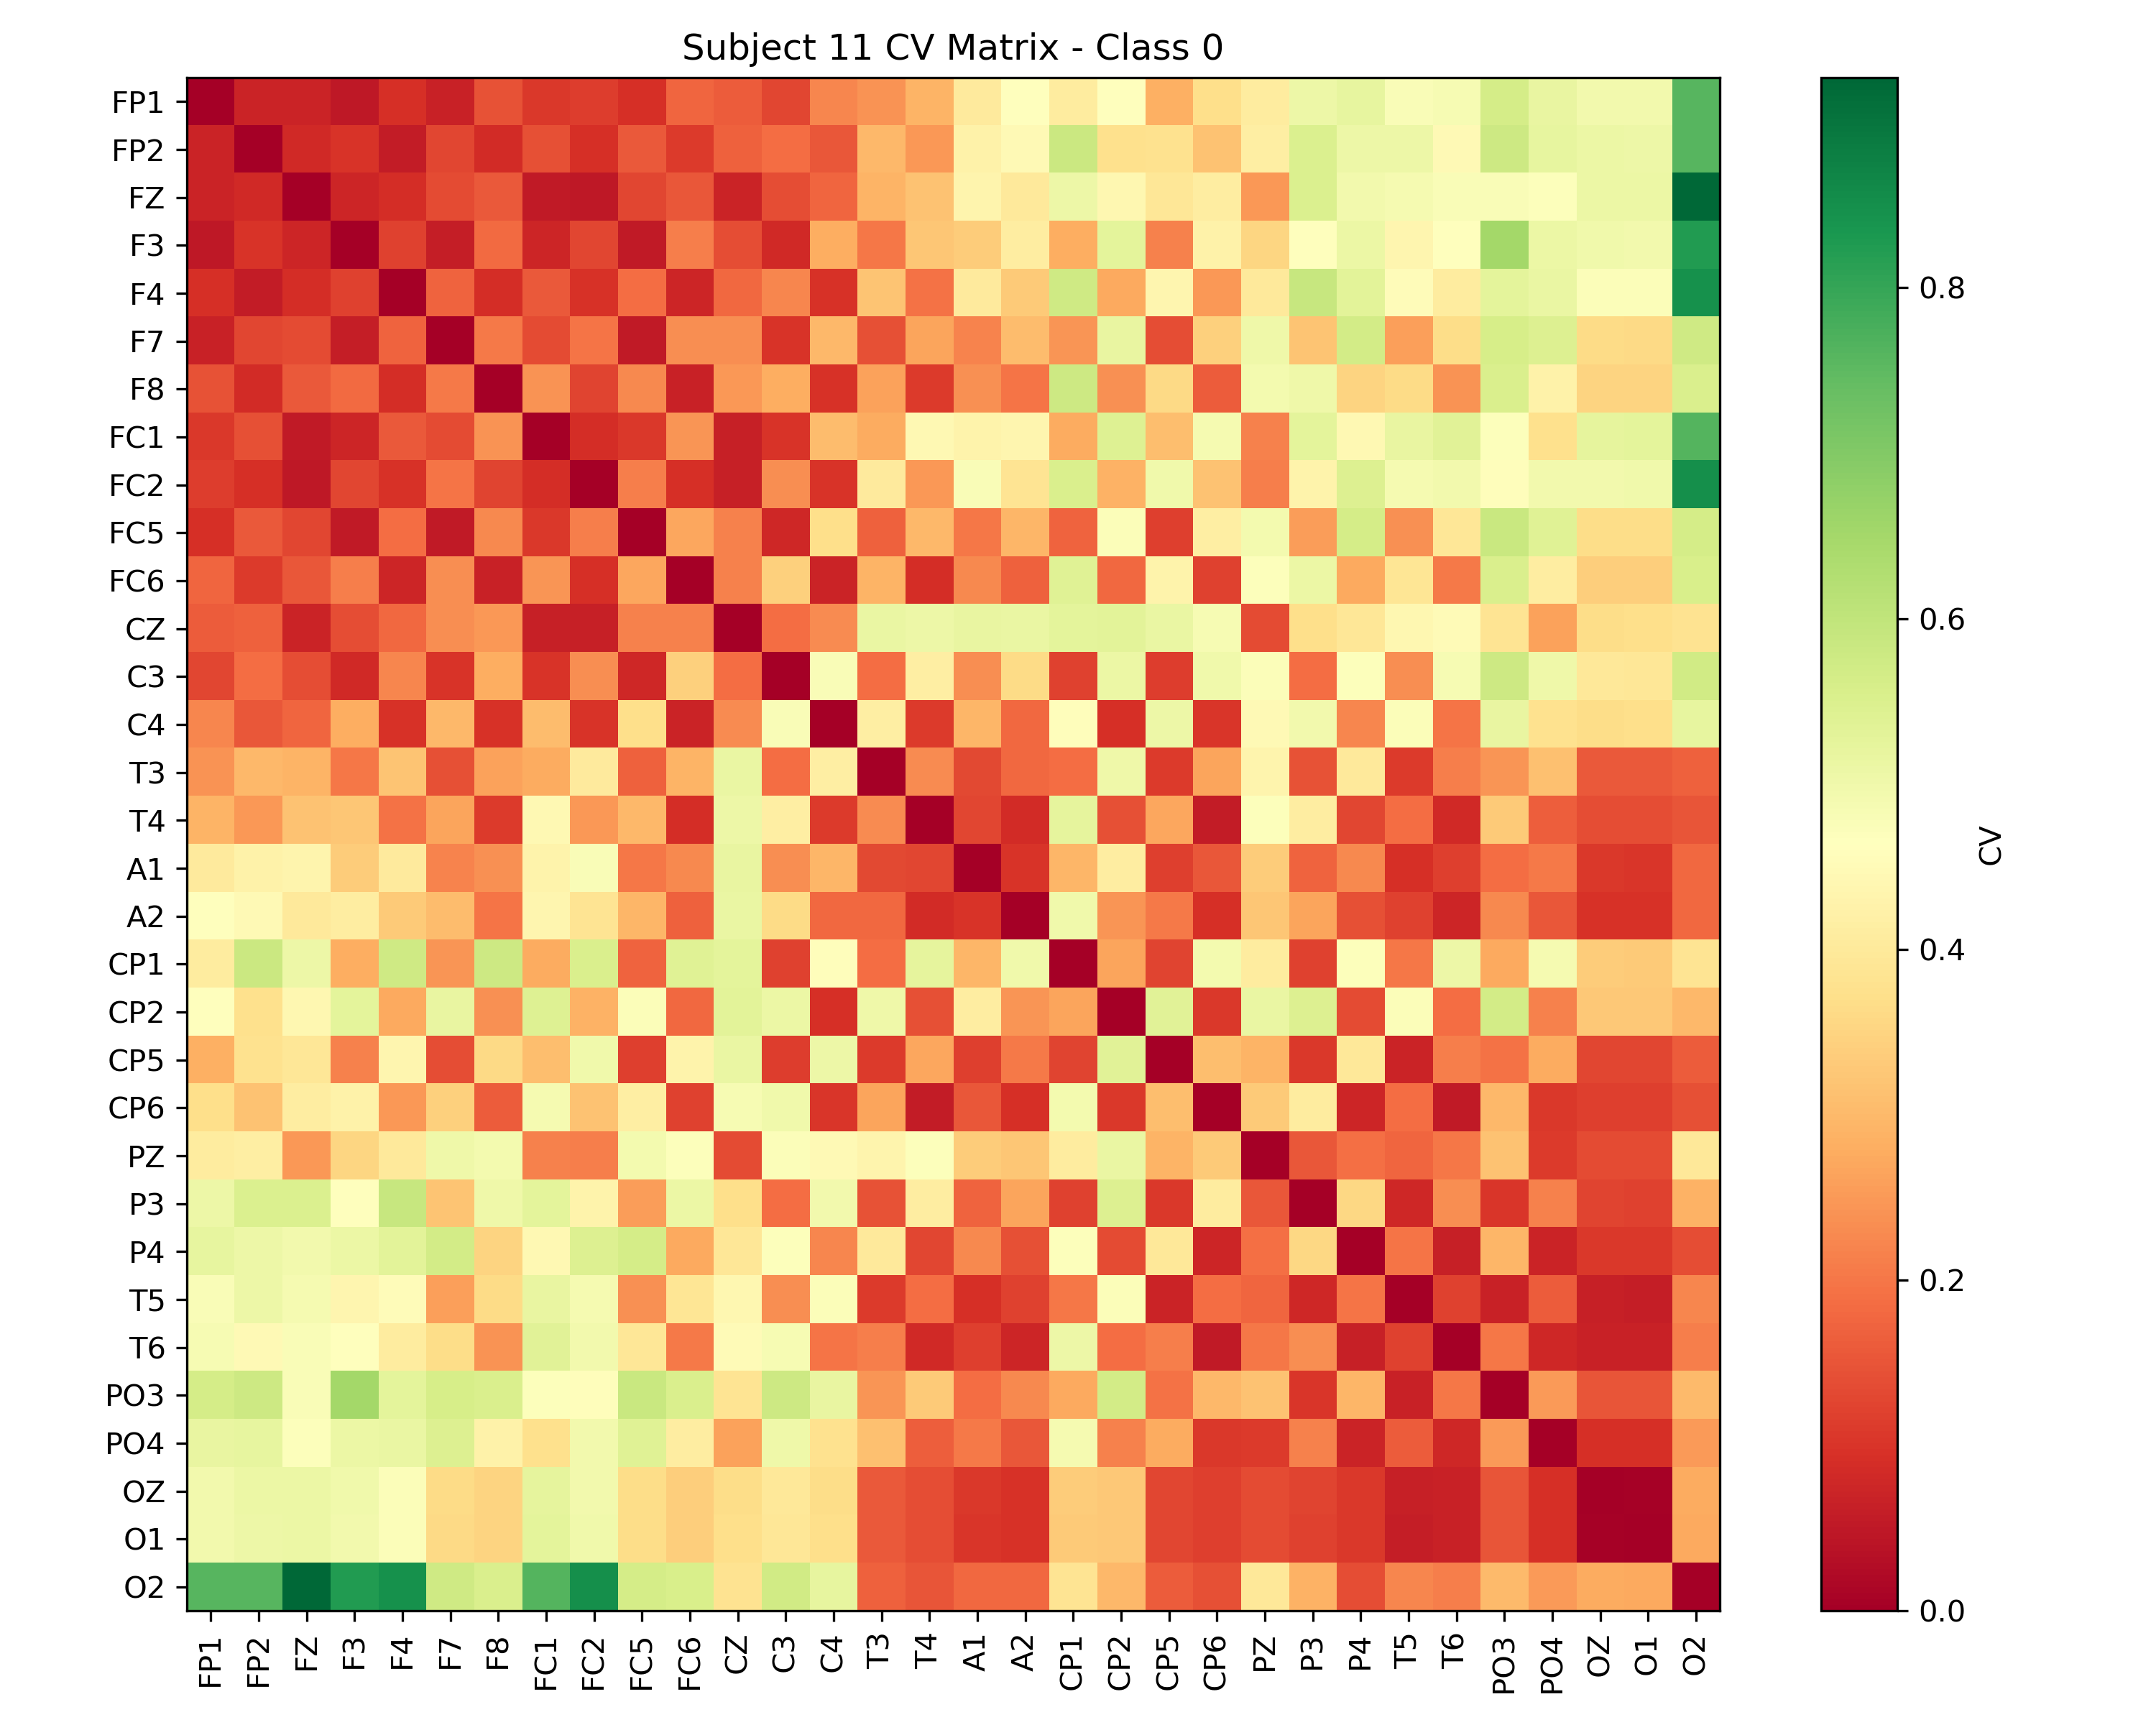 Subject 11 CV Matrix - Class 0
FP1
FP2
FZ
F3
F4
F7
F8
FC1
FC2
FC5
FC6
CZ
C3
C4
T3
T4
A1
A2
CP1
CP2
CP5
CP6
PZ
P3
P4
T5
T6
PO3
PO4
OZ
O1
O2
FP1 FP2 FZ F3 F4 F7 F8 FC1 FC2 FC5 FC6 CZ C3 C4 T3 T4 A1 A2 CP1 CP2 CP5 CP6 PZ P3 P4 T5 T6 PO3 PO4 OZ O1 O2
0.8
0.6
0.4
0.2
0.0
CV